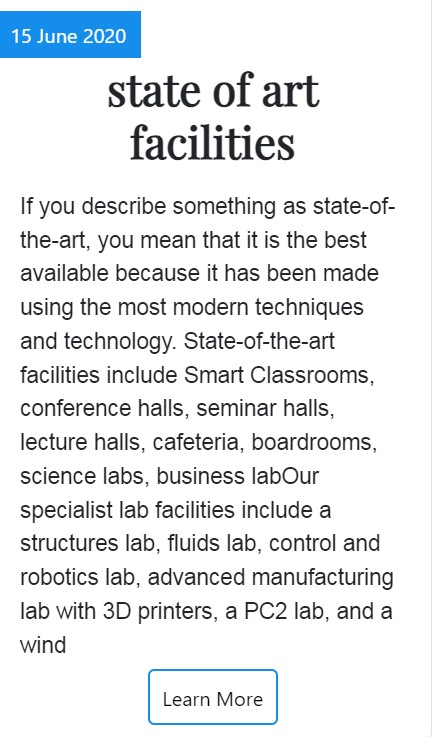 15 June 2020
state of art
facilities
If you describe something as state-of-
the-art, you mean that it is the best
available because it has been made
using the most modern techniques
and technology. State-of-the-art
facilities include Smart Classrooms,
conference halls, seminar halls,
lecture halls, cafeteria, boardrooms,
science labs, business labOur
specialist lab facilities include a
structures lab, fluids lab, control and
robotics lab, advanced manufacturing
lab with 3D printers, a PC2 lab, and a
wind
Learn More